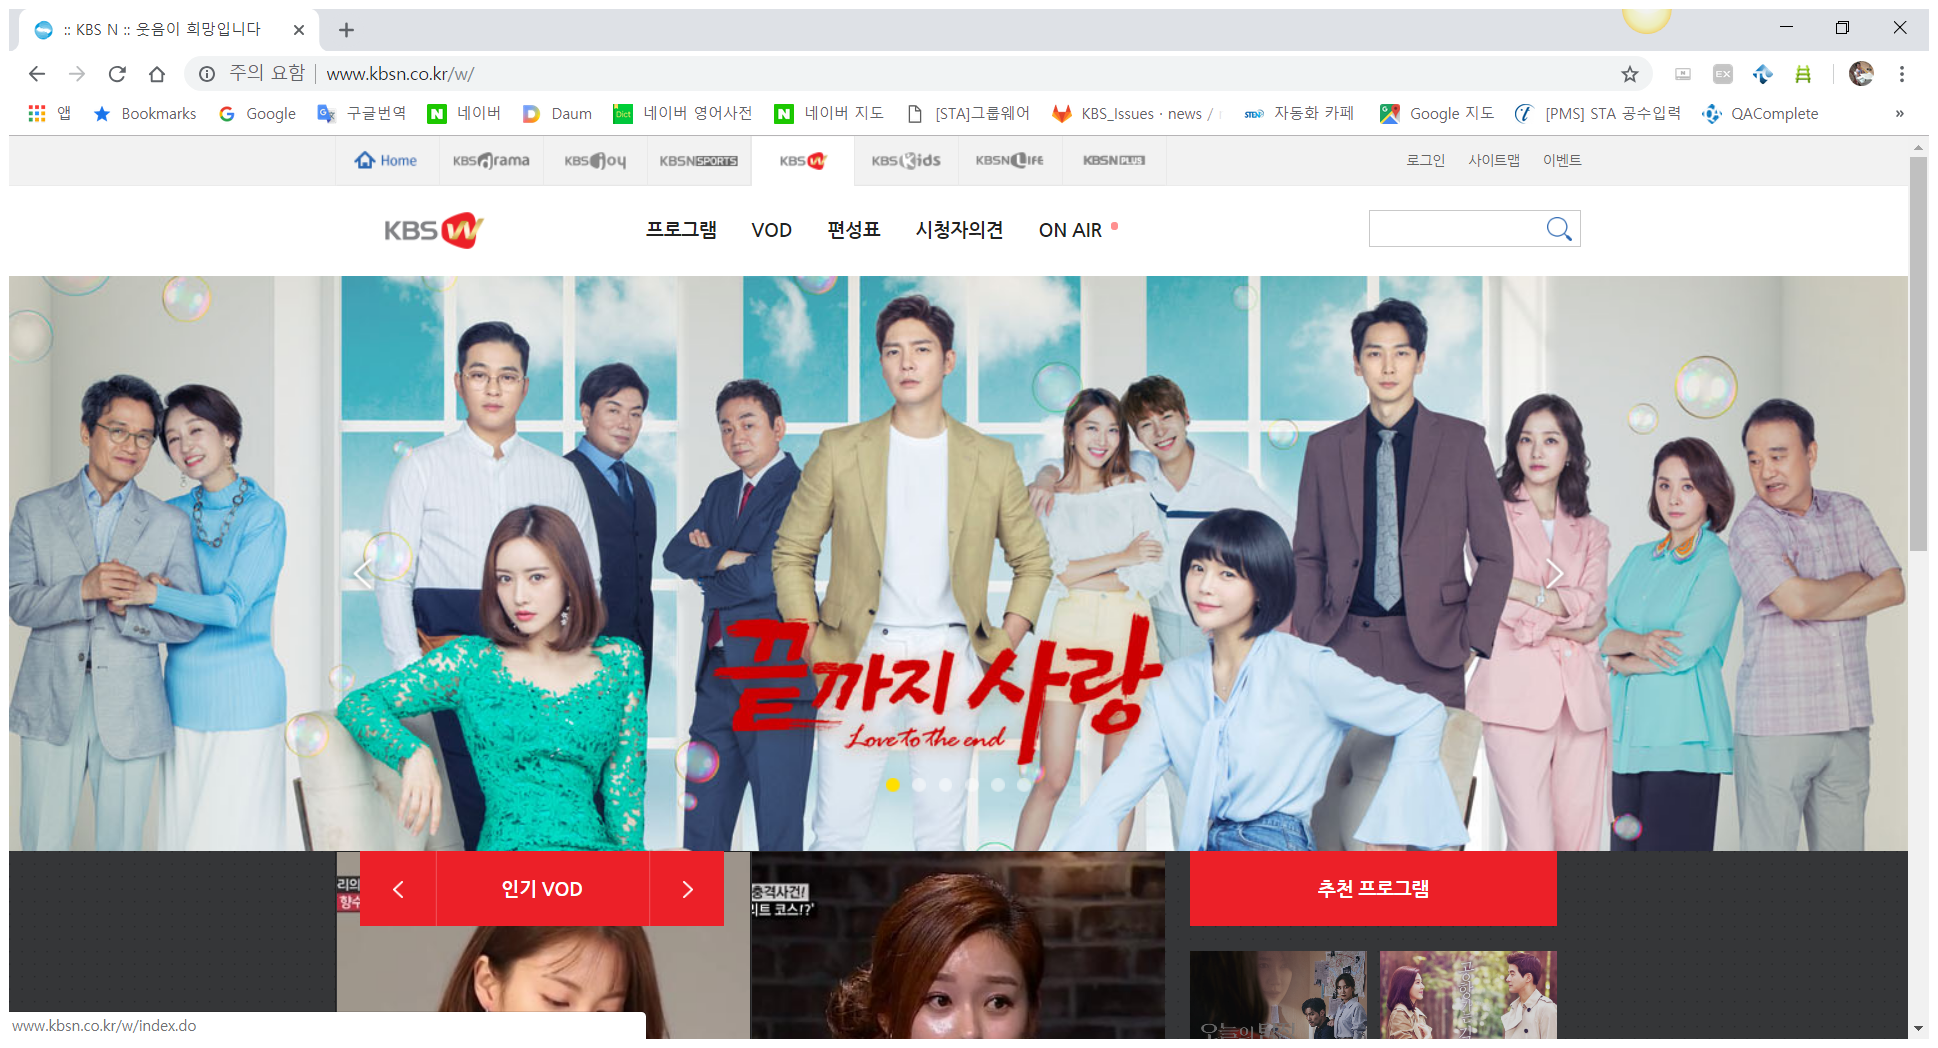 :: KBS N :: 웃음이 희망입니다
주의 요함 www.kbsn.co.kr/w/
앱 Bookmarks Google 구글번역 네이버 Daum 네이버 영어사전 네이버 지도 [STA]그룹웨어 KBS_Issues · news / 자동화 카페 Google 지도 [PMS] STA 공수입력 QAComplete »
Home KBS drama KBS joy KBSN SPORTS KBS W KBS Kids KBSN Life KBSN PLUS 로그인 사이트맵 이벤트
KBS W 프로그램 VOD 편성표 시청자의견 ON AIR
끝까지 사랑
Love to the end
인기 VOD 추천 프로그램
리의
향수
충격사건!
리트 코스!?'
www.kbsn.co.kr/w/index.do